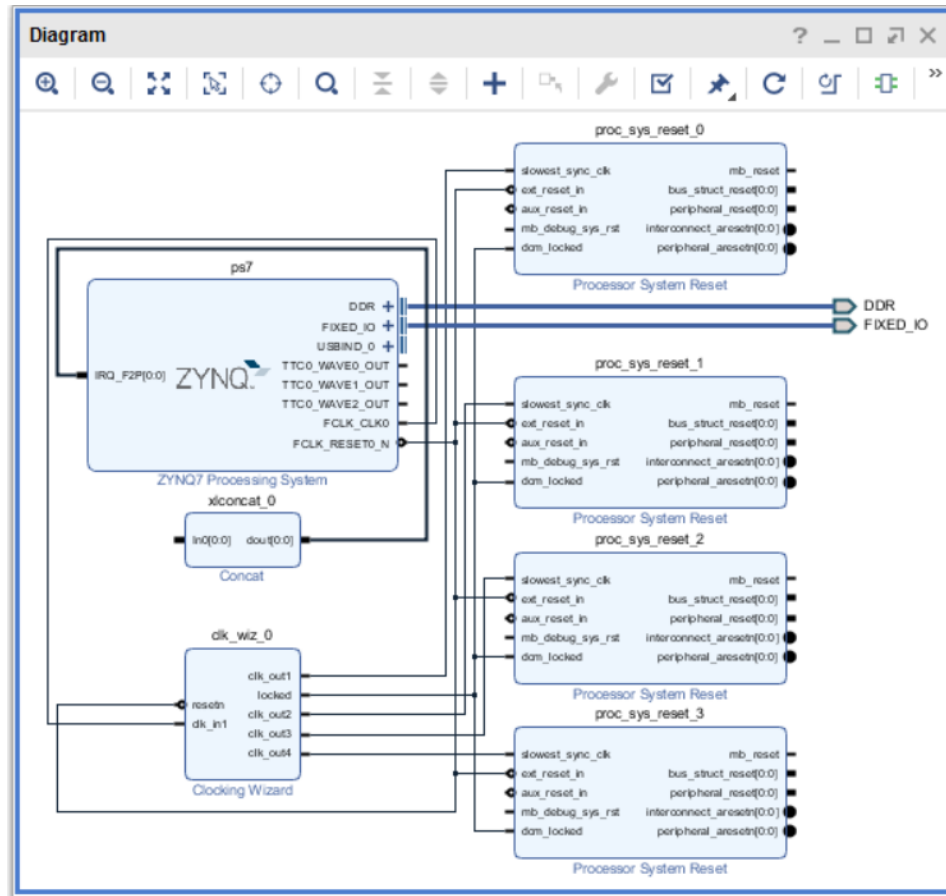 Diagram
proc_sys_reset_0
slowest_sync_clk
ext_reset_in
aux_reset_in
mb_debug_sys_rst
dcm_locked
mb_reset
bus_struct_reset[0:0]
peripheral_reset[0:0]
interconnect_aresetn[0:0]
peripheral_aresetn[0:0]
Processor System Reset
ps7
IRQ_F2P[0:0]
ZYNQ
DDR
FIXED_IO
USBIND_0
TTC0_WAVE0_OUT
TTC0_WAVE1_OUT
TTC0_WAVE2_OUT
FCLK_CLK0
FCLK_RESET0_N
ZYNQ7 Processing System
DDR
FIXED_IO
proc_sys_reset_1
slowest_sync_clk
ext_reset_in
aux_reset_in
mb_debug_sys_rst
dcm_locked
mb_reset
bus_struct_reset[0:0]
peripheral_reset[0:0]
interconnect_aresetn[0:0]
peripheral_aresetn[0:0]
Processor System Reset
xlconcat_0
In0[0:0]
dout[0:0]
Concat
proc_sys_reset_2
slowest_sync_clk
ext_reset_in
aux_reset_in
mb_debug_sys_rst
dcm_locked
mb_reset
bus_struct_reset[0:0]
peripheral_reset[0:0]
interconnect_aresetn[0:0]
peripheral_aresetn[0:0]
Processor System Reset
clk_wiz_0
resetn
clk_in1
clk_out1
locked
clk_out2
clk_out3
clk_out4
Clocking Wizard
proc_sys_reset_3
slowest_sync_clk
ext_reset_in
aux_reset_in
mb_debug_sys_rst
dcm_locked
mb_reset
bus_struct_reset[0:0]
peripheral_reset[0:0]
interconnect_aresetn[0:0]
peripheral_aresetn[0:0]
Processor System Reset